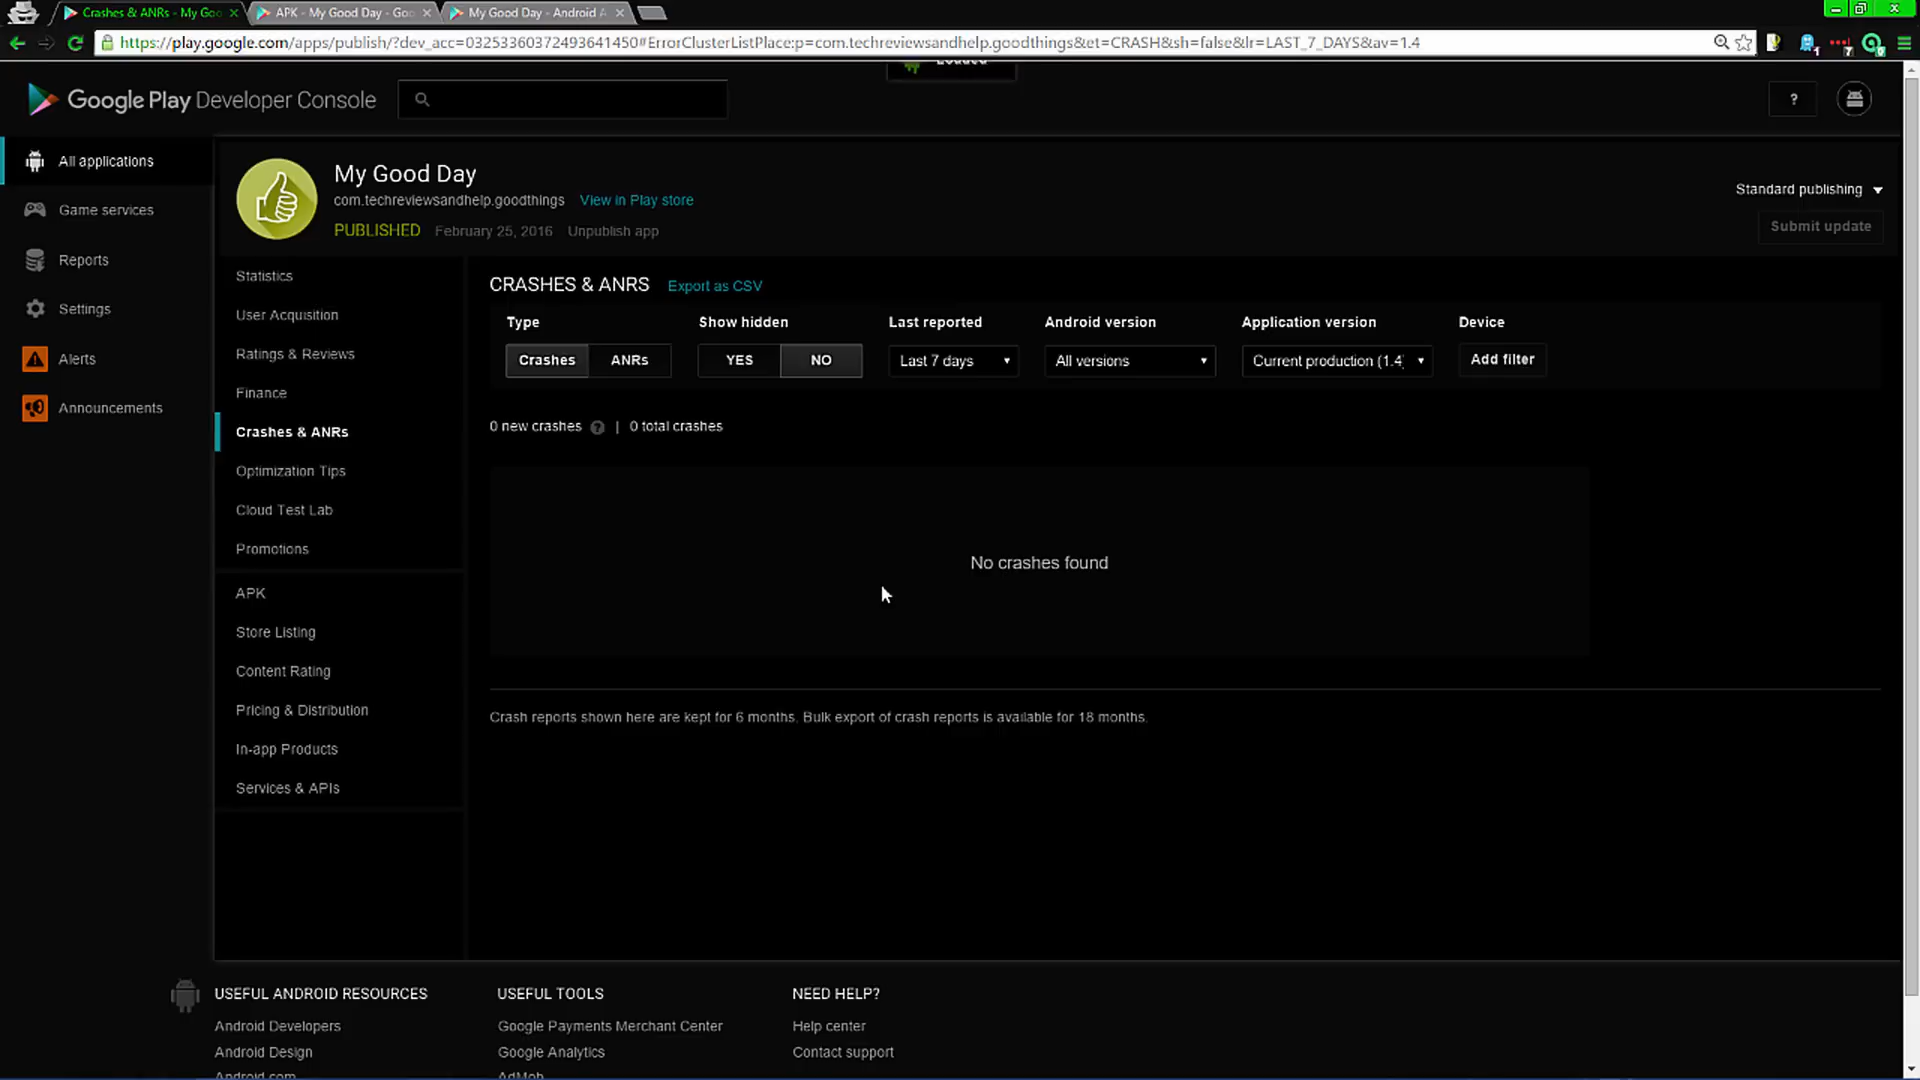 Crashes & ANRs - My Goo
APK - My Good Day - Goo
My Good Day - Android A
https://play.google.com/apps/publish/?dev_acc=03253360372493641450#ErrorClusterListPlace:p=com.techreviewsandhelp.goodthings&et=CRASH&sh=false&lr=LAST_7_DAYS&av=1.4
Loaded
Google Play Developer Console
?
All applications
Game services
Reports
Settings
Alerts
Announcements
My Good Day
com.techreviewsandhelp.goodthings View in Play store
PUBLISHED February 25, 2016 Unpublish app
Standard publishing
Submit update
Statistics
User Acquisition
Ratings & Reviews
Finance
Crashes & ANRs
Optimization Tips
Cloud Test Lab
Promotions
APK
Store Listing
Content Rating
Pricing & Distribution
In-app Products
Services & APIs
CRASHES & ANRS Export as CSV
Type Show hidden Last reported Android version Application version Device
Crashes ANRs YES NO Last 7 days All versions Current production (1.4) Add filter
0 new crashes ? | 0 total crashes
No crashes found
Crash reports shown here are kept for 6 months. Bulk export of crash reports is available for 18 months.
USEFUL ANDROID RESOURCES USEFUL TOOLS NEED HELP?
Android Developers Google Payments Merchant Center Help center
Android Design Google Analytics Contact support
Android.com AdMob